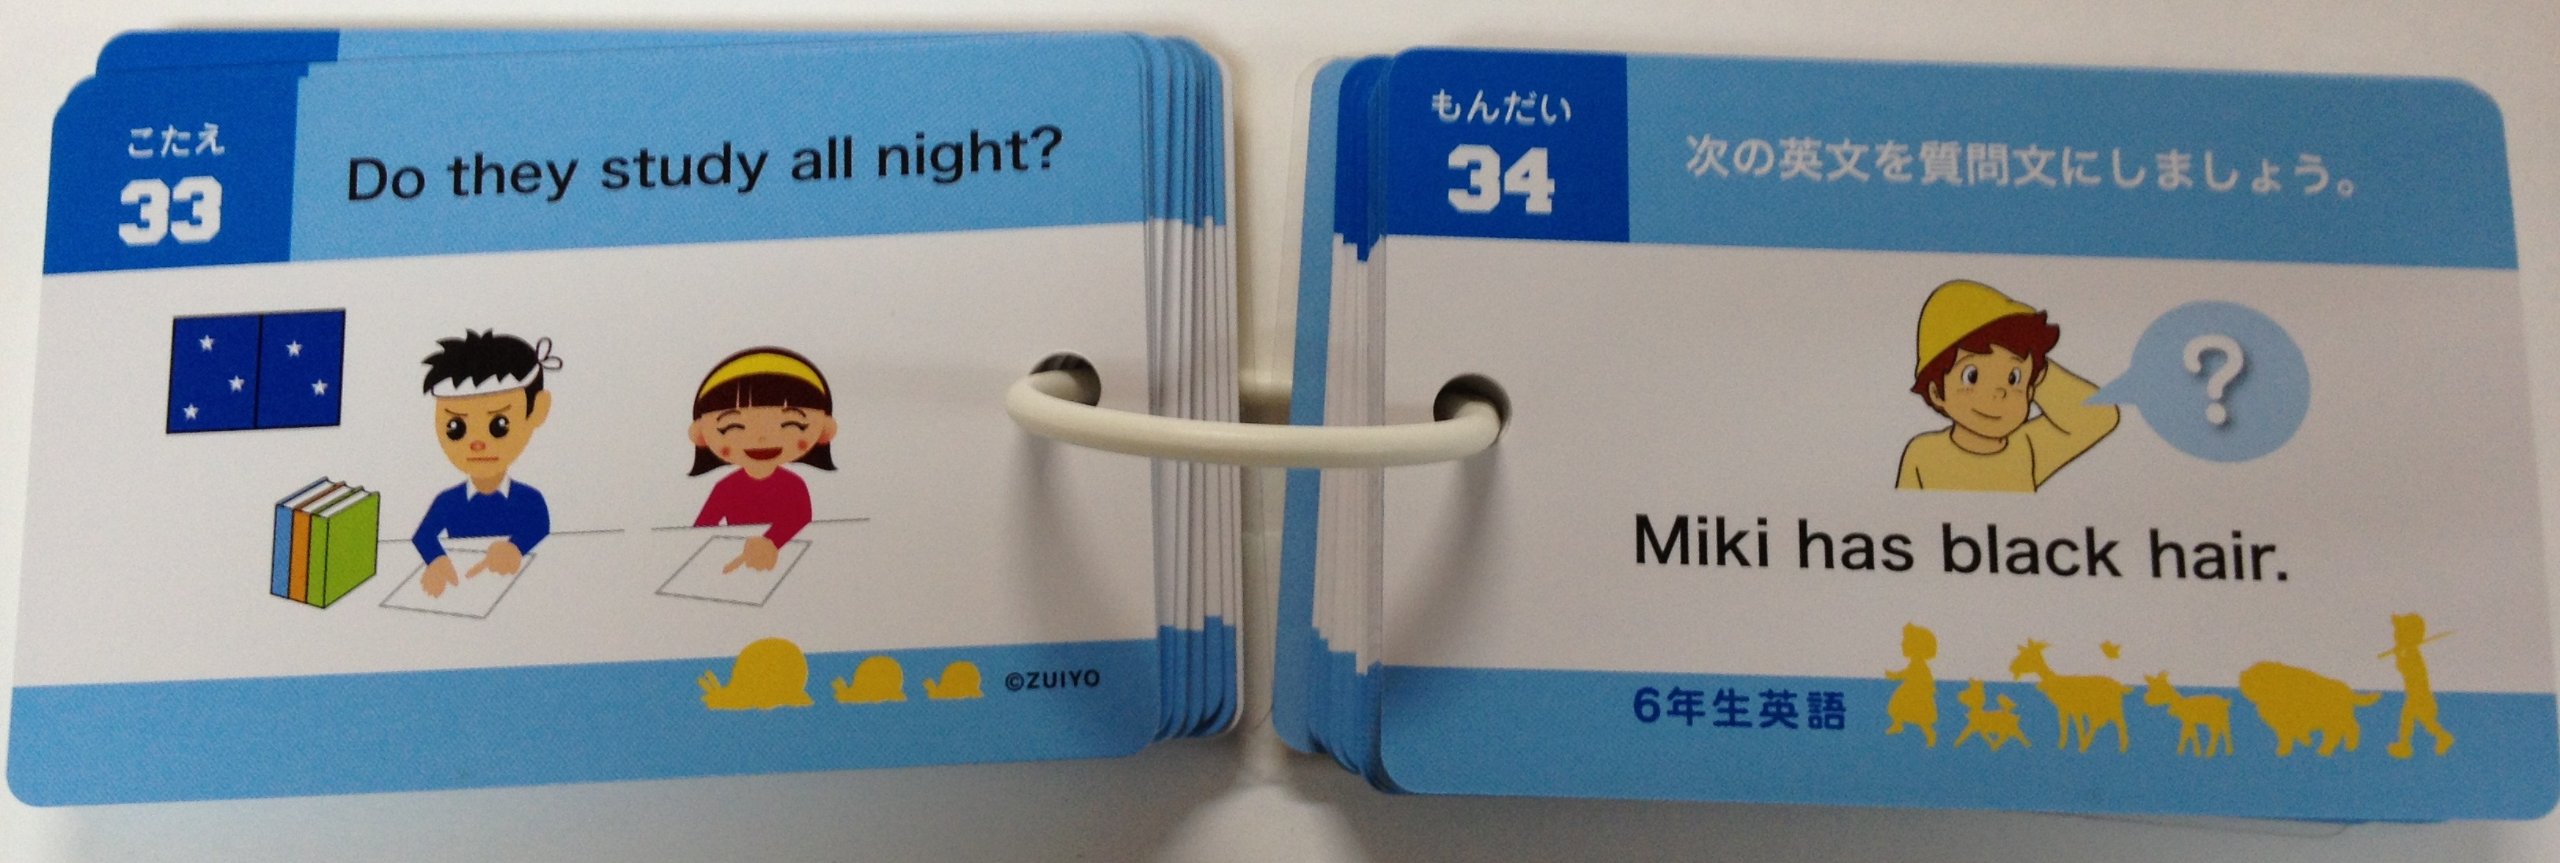 こたえ
33
Do they study all night?
©ZUIYO
もんだい
34
次の英文を質問文にしましょう。
?
Miki has black hair.
6年生英語